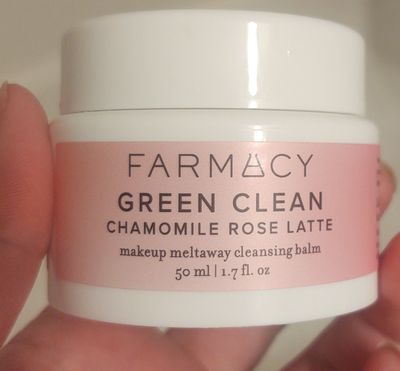 FARMACY
GREEN CLEAN
CHAMOMILE ROSE LATTE
makeup meltaway cleansing balm
50 ml | 1.7 fl. oz